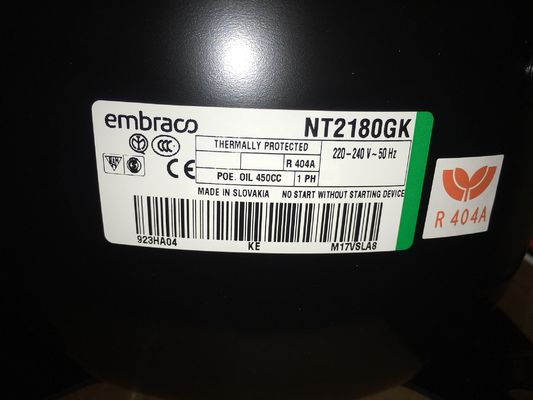 embraco
NT2180GK
THERMALLY PROTECTED
220-240 V ~ 50 Hz
R 404A
POE. OIL 450CC
1 PH
MADE IN SLOVAKIA
NO START WITHOUT STARTING DEVICE
923HA04
KE
M17VSLA8
R 404A